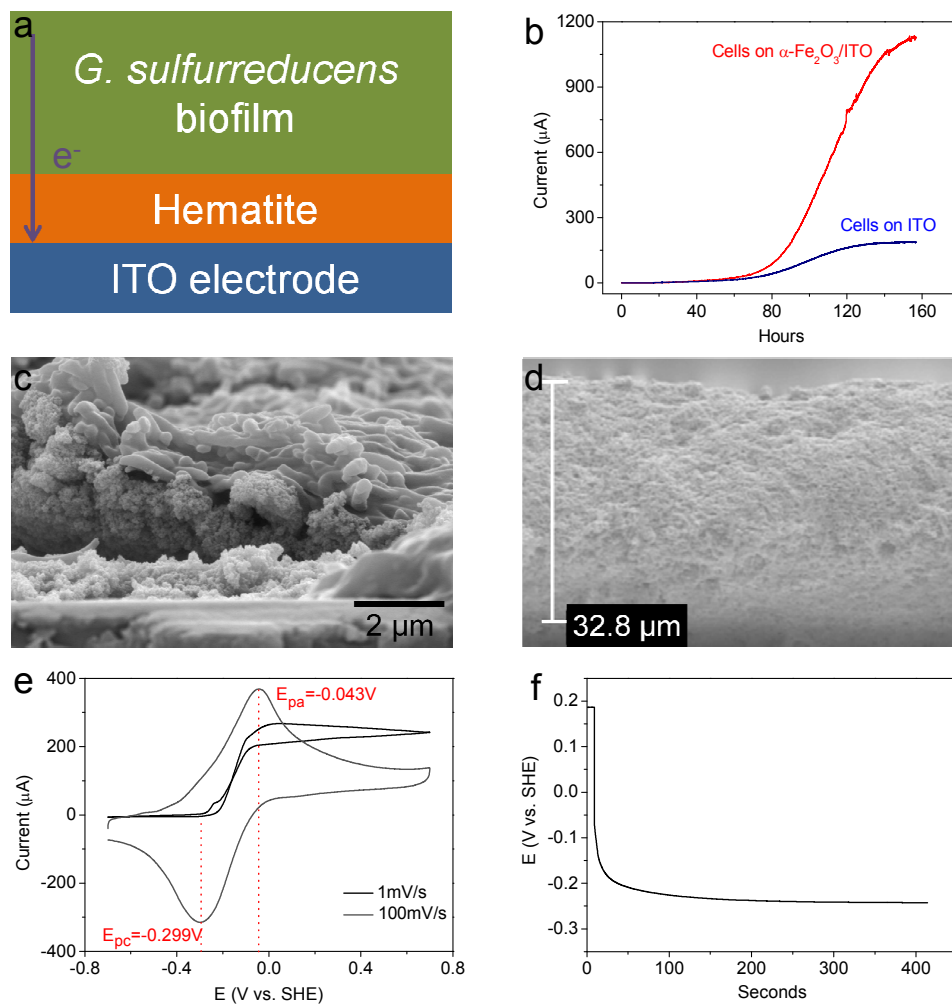 a
G. sulfurreducens
biofilm
e-
Hematite
ITO electrode
b
1200
900
600
300
0
Current (μA)
Cells on α-Fe2O3/ITO
Cells on ITO
0 40 80 120 160
Hours
c
2 μm
d
32.8 μm
e
400
200
0
-200
-400
Current (μA)
Epa=-0.043V
1mV/s
100mV/s
Epc=-0.299V
-0.8 -0.4 0.0 0.4 0.8
E (V vs. SHE)
f
0.2
0.1
0.0
-0.1
-0.2
-0.3
E (V vs. SHE)
0 100 200 300 400
Seconds